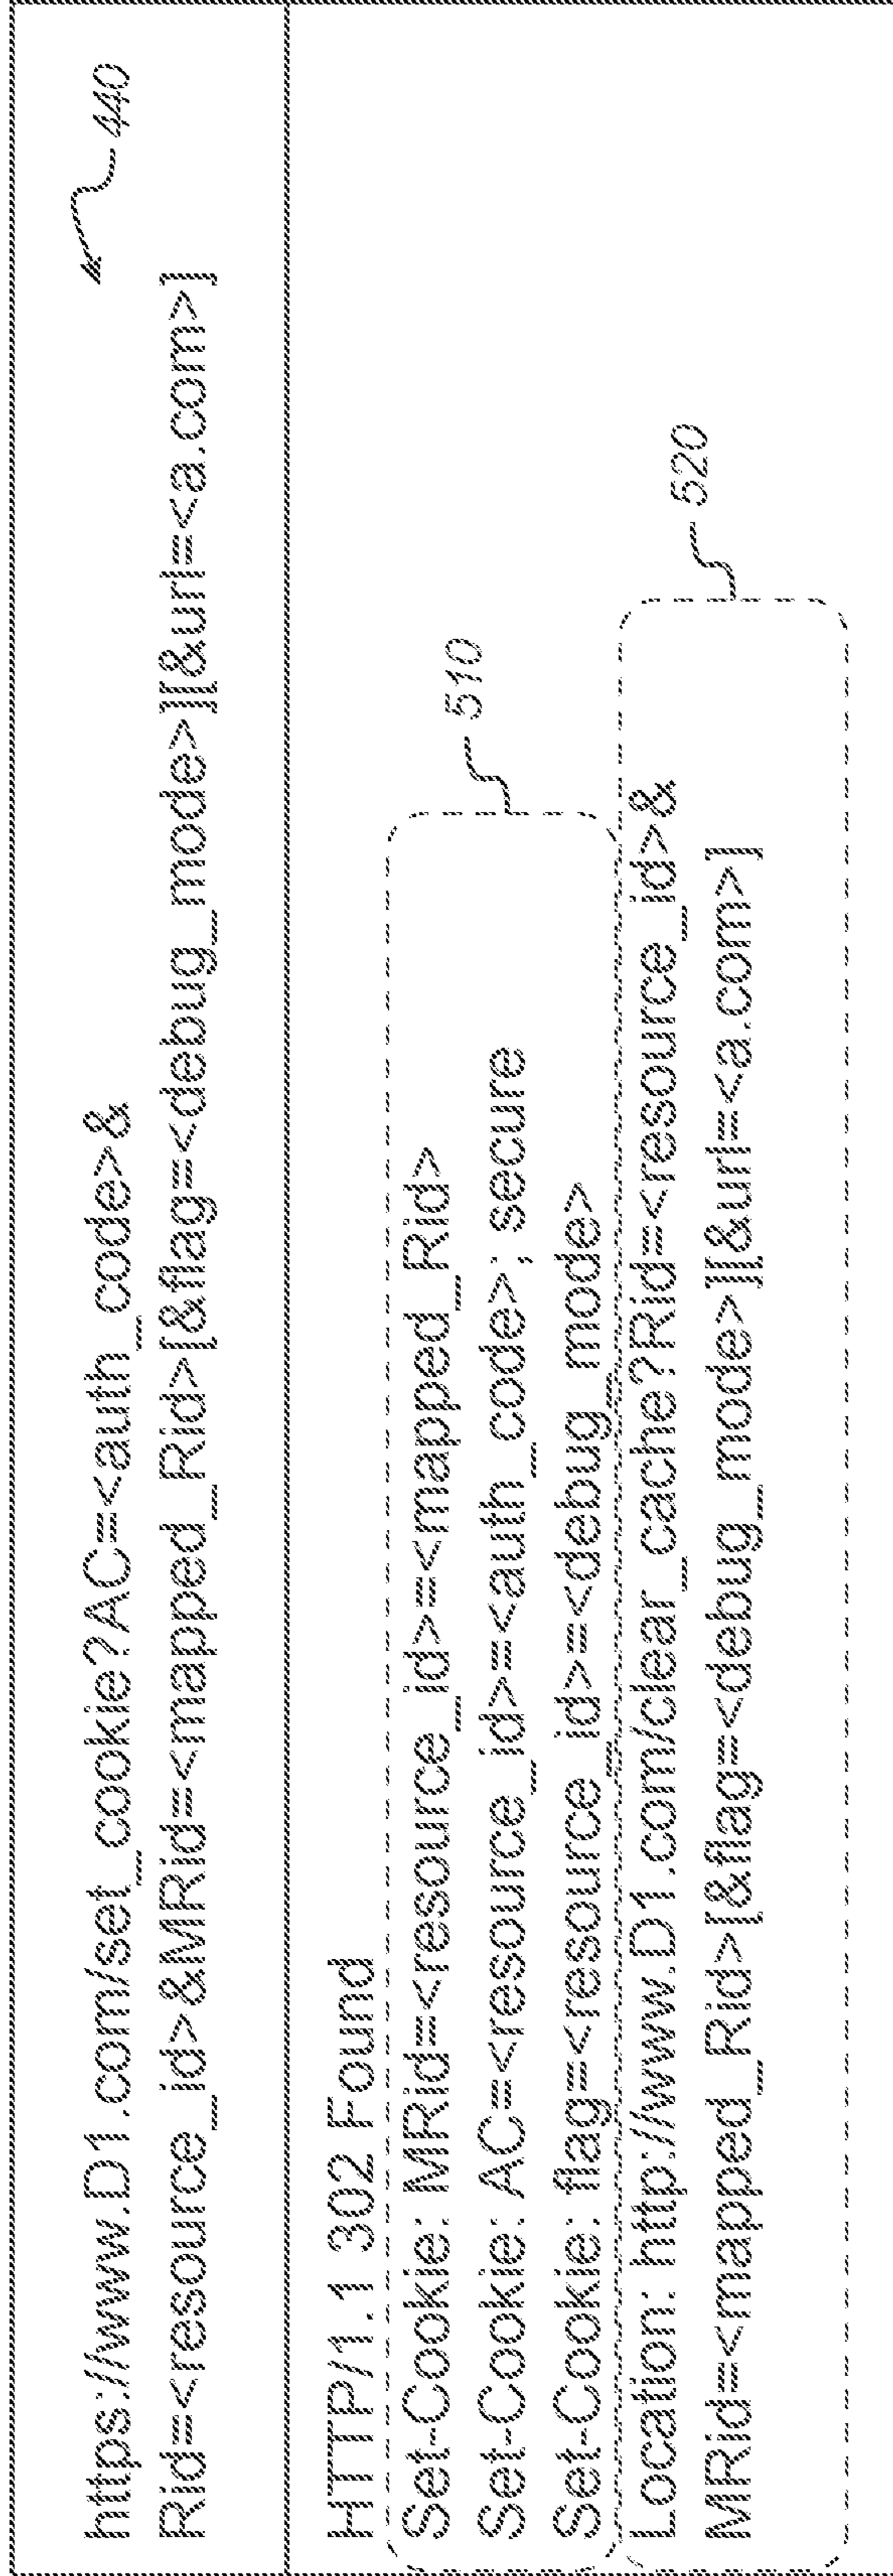 https://www.D1.com/set_cookie?AC=<auth_code>&
Rid=<resource_id>&MRid=<mapped_Rid>[&flag=<debug_mode>][&url=<a.com>]
440
HTTP/1.1 302 Found
Set-Cookie: MRid=<resource_id>=<mapped_Rid>
Set-Cookie: AC=<resource_id>=<auth_code>; secure
Set-Cookie: flag=<resource_id>=<debug_mode>
510
Location: http://www.D1.com/clear_cache?Rid=<resource_id>&
MRid=<mapped_Rid>[&flag=<debug_mode>][&url=<a.com>]
520